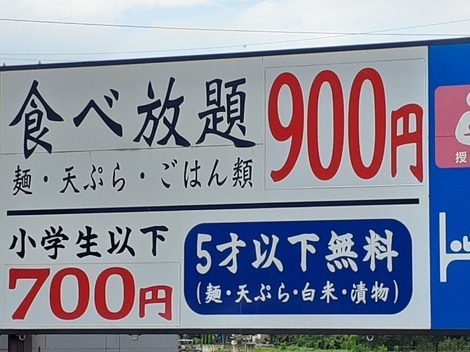 食べ放題 900円
麺・天ぷら・ごはん類
小学生以下
700円
5才以下無料
(麺・天ぷら・白米・漬物)
授